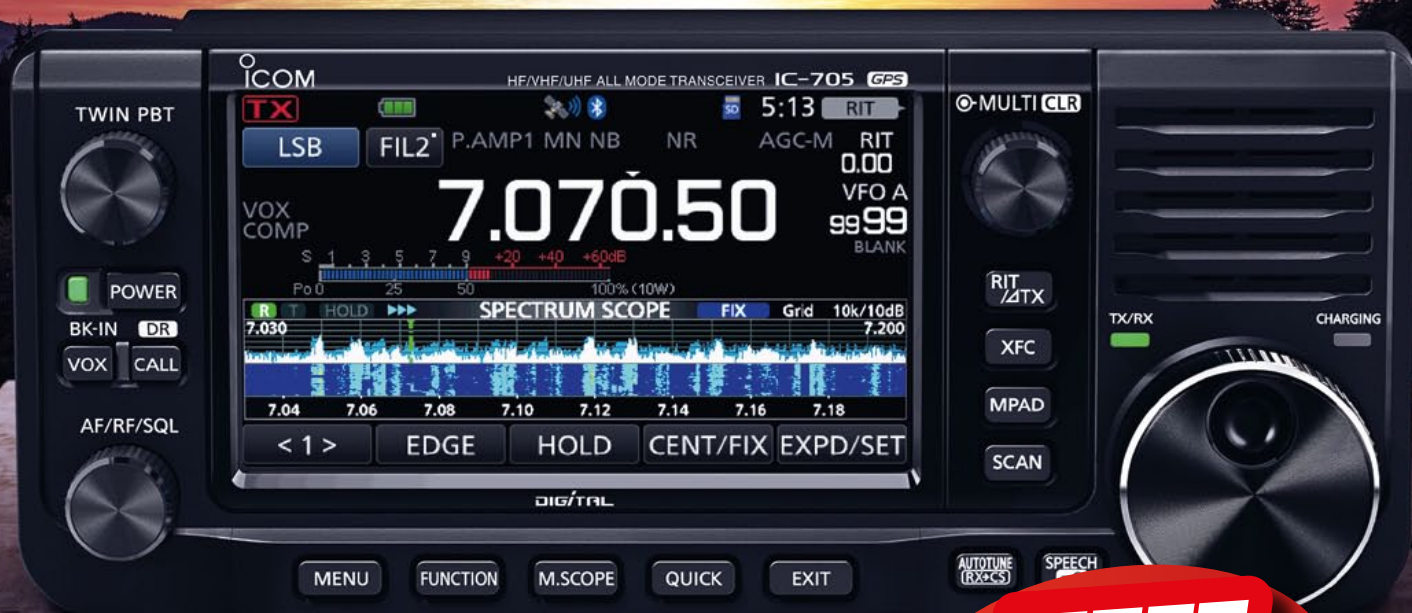 ICOM
HF/VHF/UHF ALL MODE TRANSCEIVER IC-705 GPS
TWIN PBT
TX SD 5:13 RIT
LSB FIL2 P.AMP1 MN NB NR AGC-M RIT
0.00
7.070.50
VFO A
9999
BLANK
VOX
COMP
S 1 3 5 7 9 +20 +40 +60dB
Po 0 25 50 100% (10W)
R T HOLD SPECTRUM SCOPE FIX Grid 10k/10dB
7.030 7.200
7.04 7.06 7.08 7.10 7.12 7.14 7.16 7.18
< 1 > EDGE HOLD CENT/FIX EXPD/SET
DIGITAL
POWER
BK-IN DR
VOX CALL
AF/RF/SQL
MULTI CLR
RIT
/⊿TX
XFC
MPAD
SCAN
TX/RX CHARGING
MENU FUNCTION M.SCOPE QUICK EXIT
AUTOTUNE
(RX→CS)
SPEECH